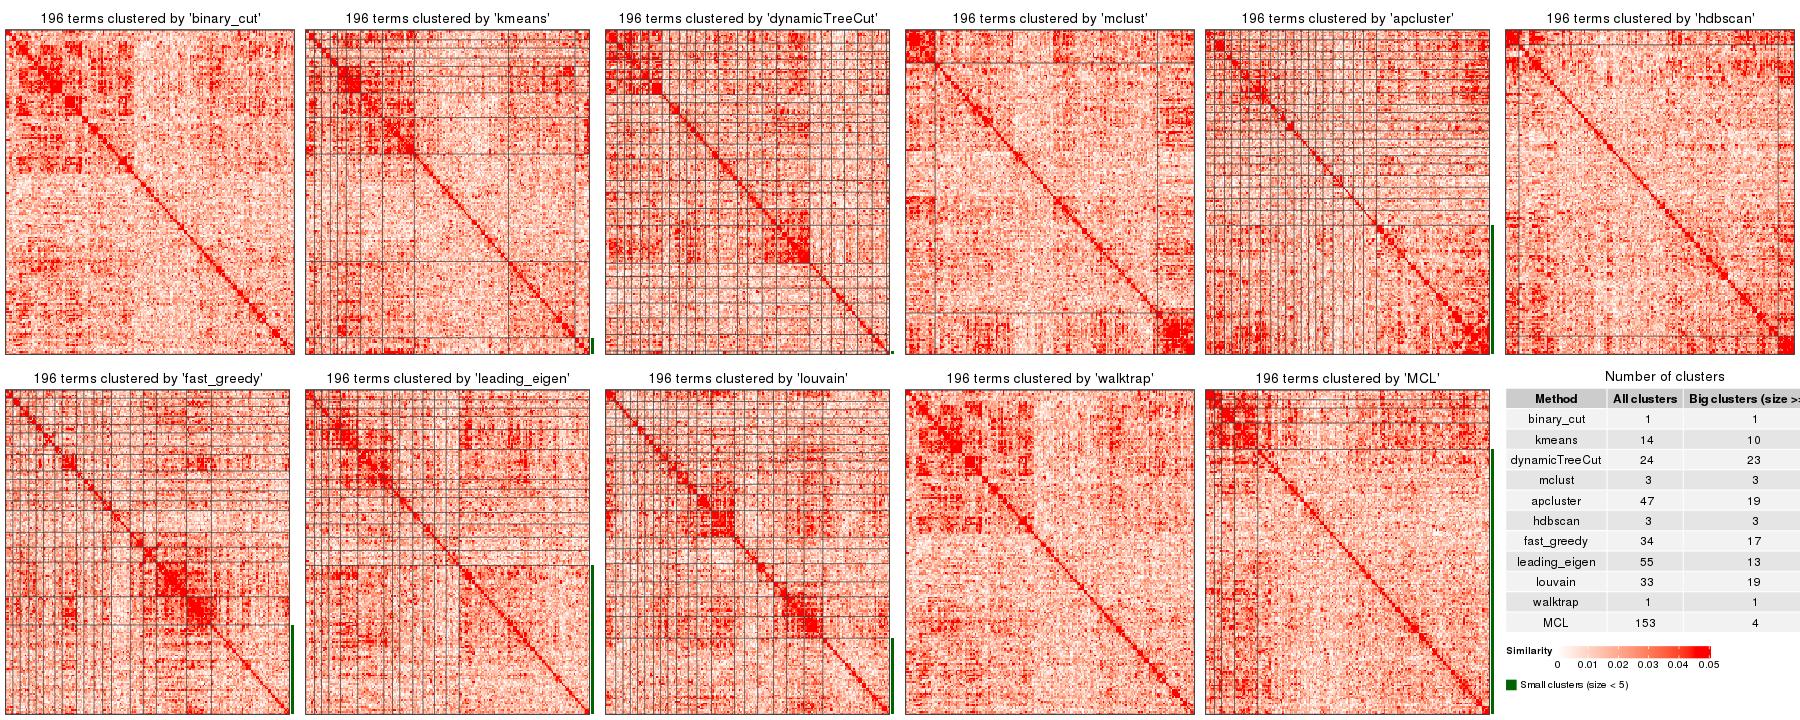 196 terms clustered by 'binary_cut'
196 terms clustered by 'kmeans'
196 terms clustered by 'dynamicTreeCut'
196 terms clustered by 'mclust'
196 terms clustered by 'apcluster'
196 terms clustered by 'hdbscan'
196 terms clustered by 'fast_greedy'
196 terms clustered by 'leading_eigen'
196 terms clustered by 'louvain'
196 terms clustered by 'walktrap'
196 terms clustered by 'MCL'
Number of clusters
Method All clusters Big clusters (size >=
binary_cut 1 1
kmeans 14 10
dynamicTreeCut 24 23
mclust 3 3
apcluster 47 19
hdbscan 3 3
fast_greedy 34 17
leading_eigen 55 13
louvain 33 19
walktrap 1 1
MCL 153 4
Similarity
0 0.01 0.02 0.03 0.04 0.05
Small clusters (size < 5)